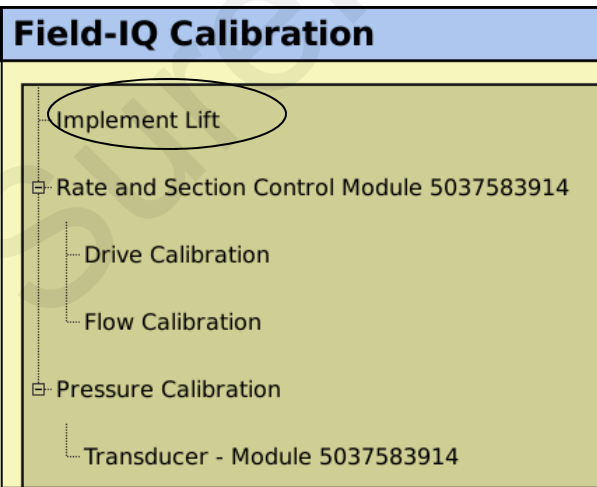 Field-IQ Calibration
Implement Lift
Rate and Section Control Module 5037583914
Drive Calibration
Flow Calibration
Pressure Calibration
Transducer - Module 5037583914